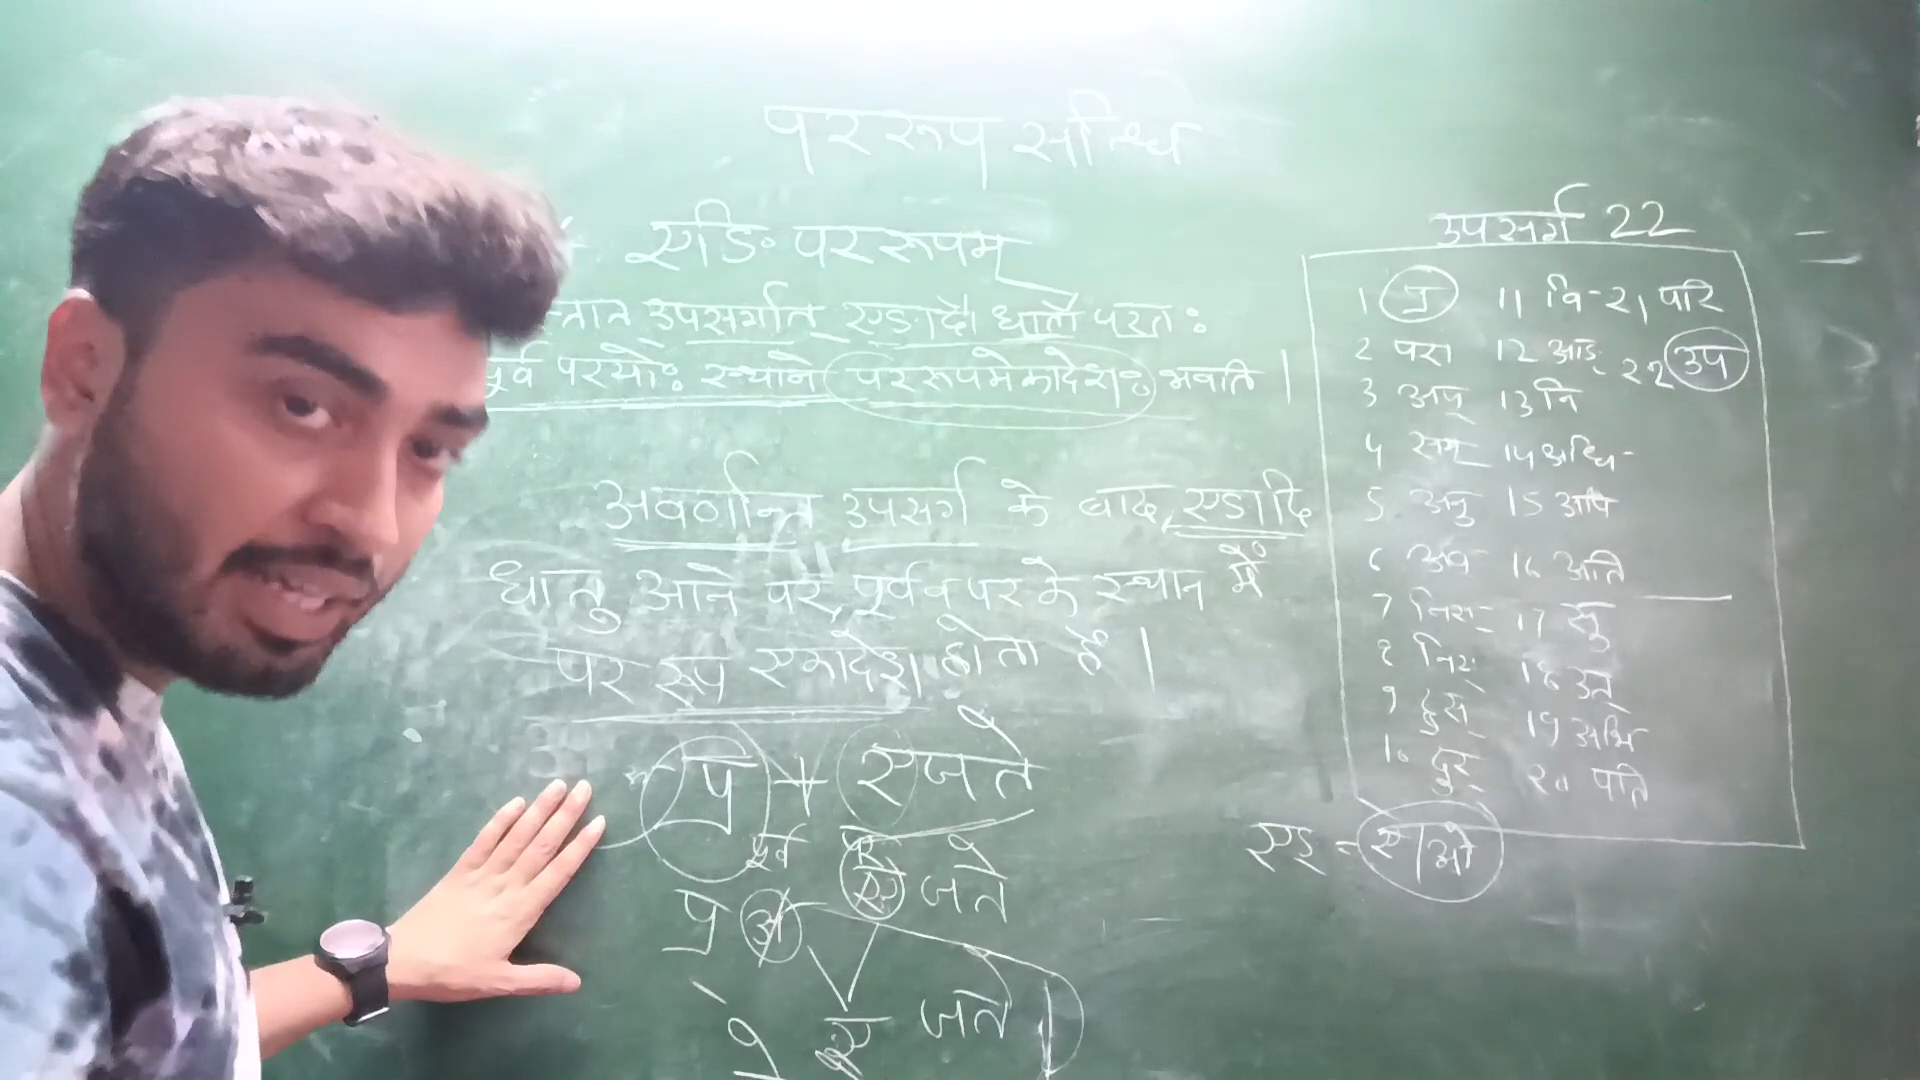 पररूप सन्धि
एङि पररूपम्
न्तात् उपसर्गात् एङादौ धातौ परतः
पूर्व परयोः स्थाने पररूपमेकादेशः भवति ।
अवर्णान्त उपसर्ग के बाद, एङादि
धातु आने पर, पूर्व व पर के स्थान में
पर रूप एकादेश होता है ।
प्र + एजते
पूर्व पर
प्र अ ए जते
ए जते
उपसर्ग 22
1 प्र 11 वि 21 परि
2 परा 12 आङ् 22 उप
3 अप् 13 नि
4 सम् 14 अधि
5 अनु 15 अपि
6 अव 16 अति
7 निस् 17 सु
8 निर् 18 उत्
9 दुस् 19 अभि
10 दुर् 20 प्रति
एङ् = ए/ओ